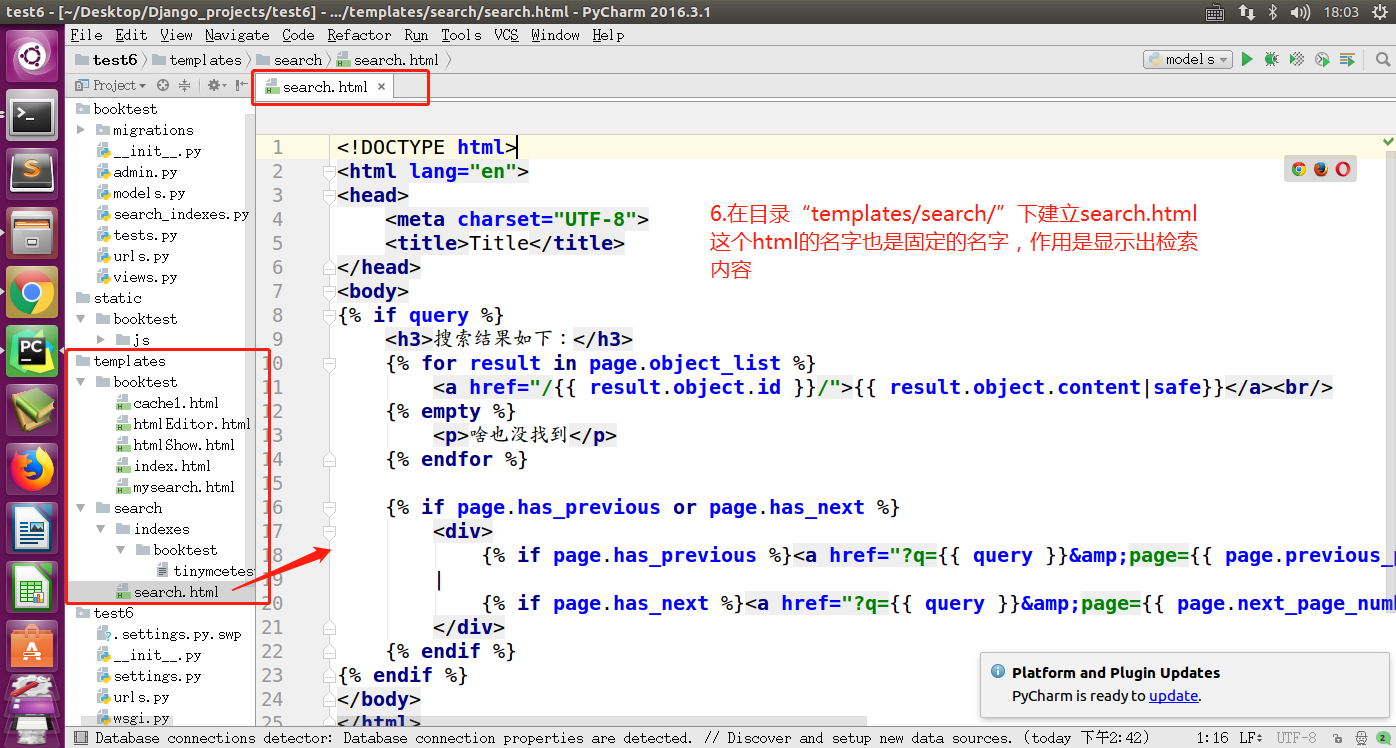 test6 - [~/Desktop/Django_projects/test6] - .../templates/search/search.html - PyCharm 2016.3.1
18:03
File Edit View Navigate Code Refactor Run Tools VCS Window Help
test6 templates search search.html
models
Project
search.html
booktest
migrations
__init__.py
admin.py
models.py
search_indexes.py
tests.py
urls.py
views.py
static
booktest
js
templates
booktest
cache1.html
htmlEditor.html
htmlShow.html
index.html
mysearch.html
search
indexes
booktest
tinymcetes
search.html
test6
.settings.py.swp
__init__.py
settings.py
urls.py
wsgi.py
1 <!DOCTYPE html>
2 <html lang="en">
3 <head>
4 <meta charset="UTF-8">
5 <title>Title</title>
6 </head>
7 <body>
8 {% if query %}
9 <h3>搜索结果如下：</h3>
10 {% for result in page.object_list %}
11 <a href="/{{ result.object.id }}/">{{ result.object.content|safe}}</a><br/>
12 {% empty %}
13 <p>啥也没找到</p>
14 {% endfor %}
15
16 {% if page.has_previous or page.has_next %}
17 <div>
18 {% if page.has_previous %}<a href="?q={{ query }}&amp;page={{ page.previous_p
19 |
20 {% if page.has_next %}<a href="?q={{ query }}&amp;page={{ page.next_page_num
21 </div>
22 {% endif %}
23 {% endif %}
24 </body>
25 </html>
6.在目录“templates/search/”下建立search.html
这个html的名字也是固定的名字，作用是显示出检索
内容
Platform and Plugin Updates
PyCharm is ready to update.
Database connections detector: Database connection properties are detected. // Discover and setup new data sources. (today 下午2:42)
1:16 LF UTF-8 2